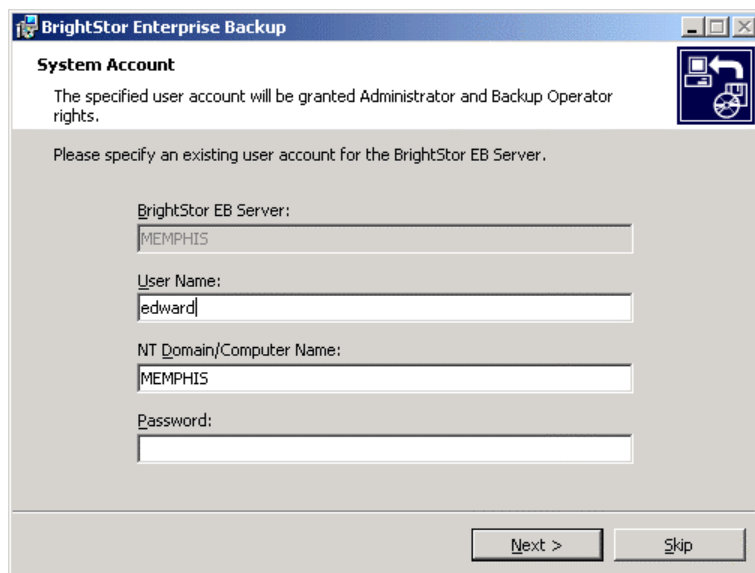 BrightStor Enterprise Backup
System Account
The specified user account will be granted Administrator and Backup Operator
rights.
Please specify an existing user account for the BrightStor EB Server.
BrightStor EB Server:
MEMPHIS
User Name:
edward
NT Domain/Computer Name:
MEMPHIS
Password:
Next >
Skip